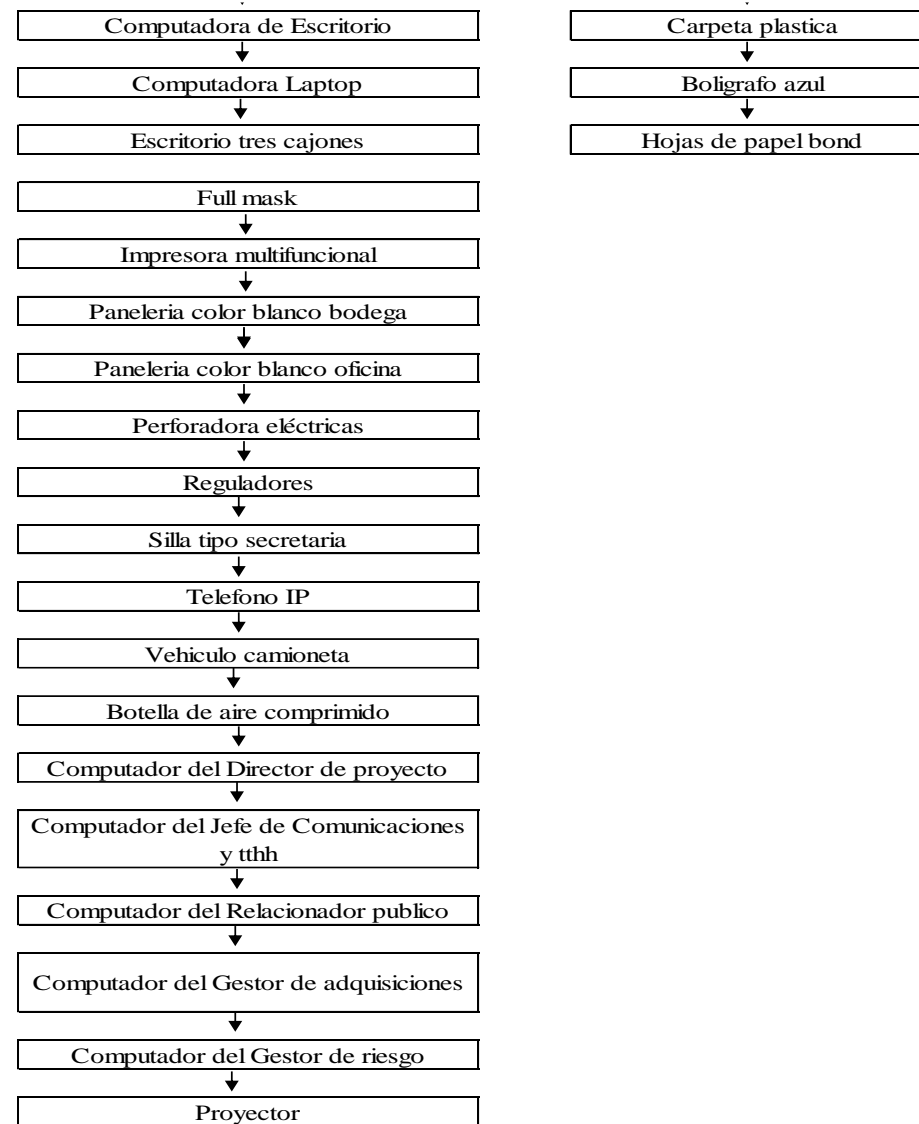 Computadora de Escritorio
Computadora Laptop
Escritorio tres cajones
Full mask
Impresora multifuncional
Paneleria color blanco bodega
Paneleria color blanco oficina
Perforadora eléctricas
Reguladores
Silla tipo secretaria
Telefono IP
Vehiculo camioneta
Botella de aire comprimido
Computador del Director de proyecto
Computador del Jefe de Comunicaciones
y tthh
Computador del Relacionador publico
Computador del Gestor de adquisiciones
Computador del Gestor de riesgo
Proyector
Carpeta plastica
Boligrafo azul
Hojas de papel bond